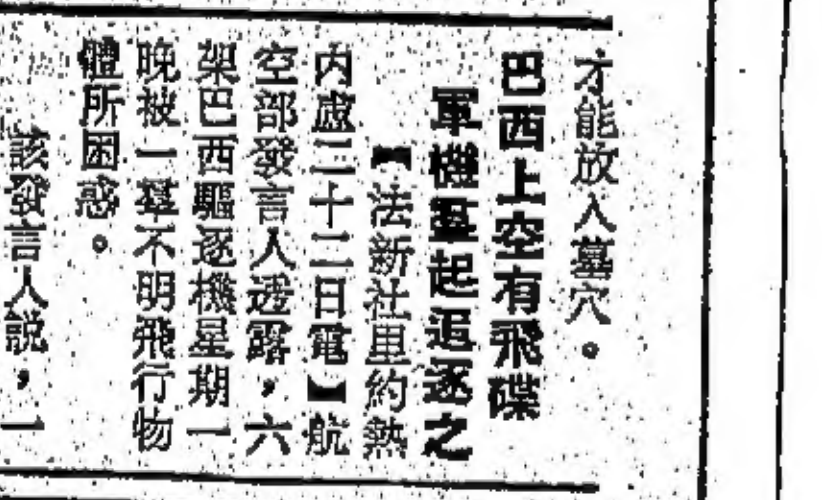 才能放入墓穴。
巴西上空有飛碟
軍機羣起追逐之
【法新社里約熱
内盧二十二日電】航
空部發言人透露，六
架巴西驅逐機星期一
晚被一羣不明飛行物
體所困惑。
該發言人説，一